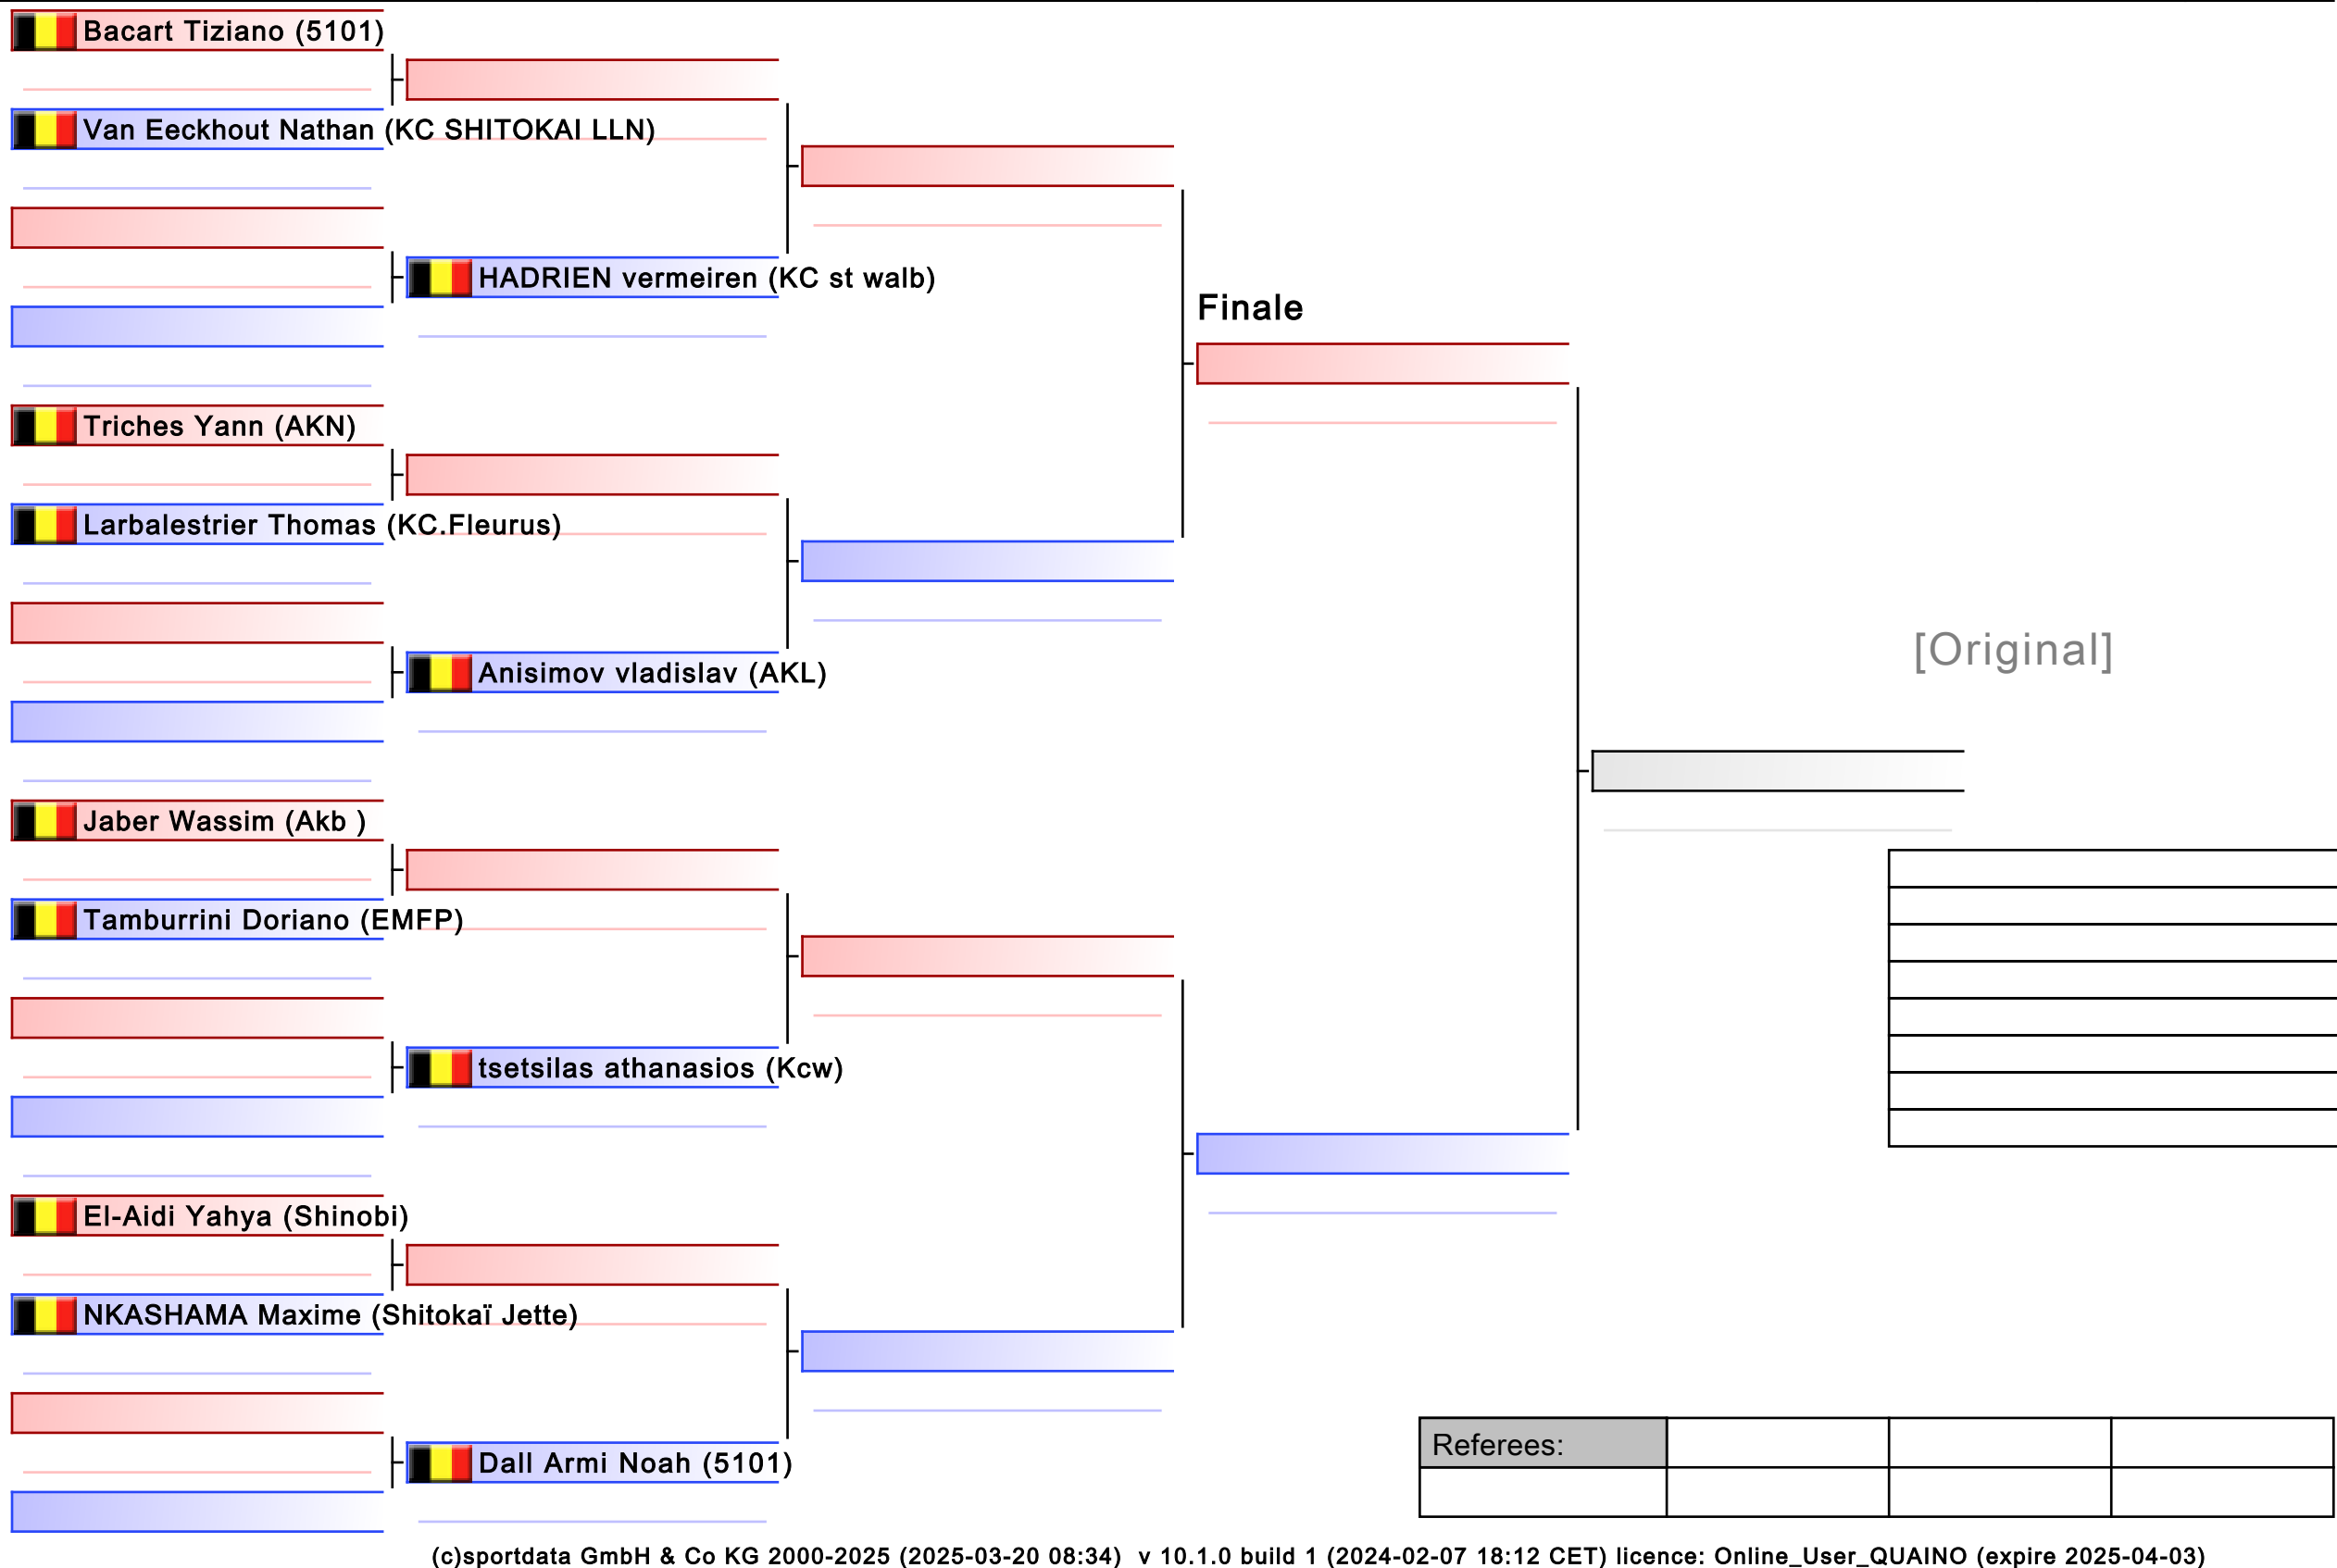 Bacart Tiziano (5101)
Van Eeckhout Nathan (KC SHITOKAI LLN)
HADRIEN vermeiren (KC st walb)
Finale
Triches Yann (AKN)
Larbalestrier Thomas (KC.Fleurus)
[Original]
Anisimov vladislav (AKL)
Jaber Wassim (Akb )
Tamburrini Doriano (EMFP)
tsetsilas athanasios (Kcw)
El-Aidi Yahya (Shinobi)
NKASHAMA Maxime (Shitokaï Jette)
Referees:
Dall Armi Noah (5101)
(c)sportdata GmbH & Co KG 2000-2025 (2025-03-20 08:34)  v 10.1.0 build 1 (2024-02-07 18:12 CET) licence: Online_User_QUAINO (expire 2025-04-03)